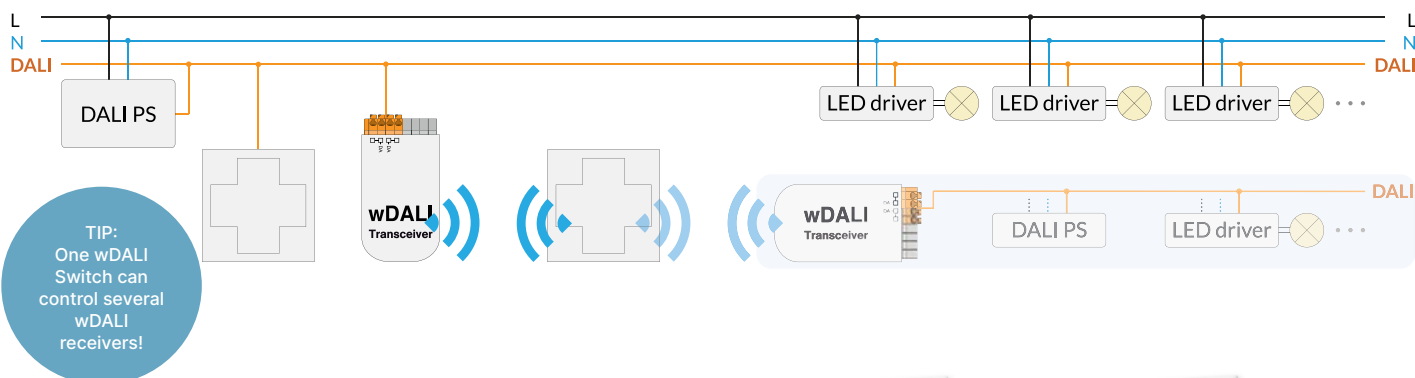 L
L
N
N
DALI
DALI
DALI PS
LED driver
LED driver
LED driver
wDALI
Transceiver
wDALI
Transceiver
DALI
DALI PS
LED driver
TIP:
One wDALI
Switch can
control several
wDALI
receivers!